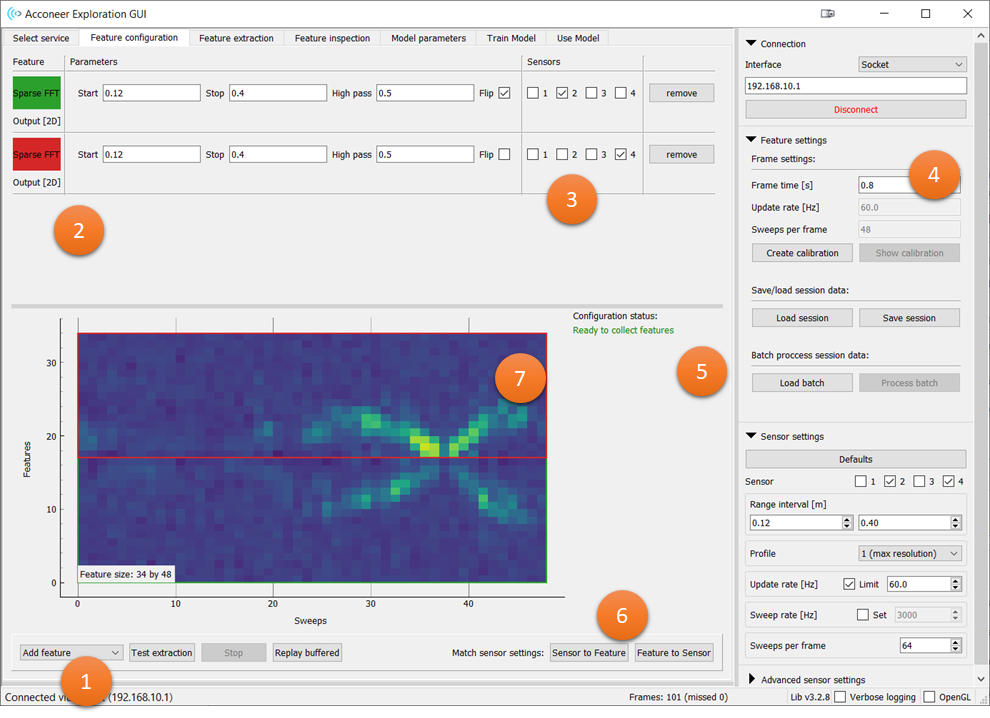 Acconeer Exploration GUI
Select service
Feature configuration
Feature extraction
Feature inspection
Model parameters
Train Model
Use Model
Feature
Parameters
Sensors
Sparse FFT
Start
0.12
Stop
0.4
High pass
0.5
Flip
1
2
3
4
remove
Output [2D]
Sparse FFT
Start
0.12
Stop
0.4
High pass
0.5
Flip
1
2
3
4
remove
Output [2D]
2
3
Configuration status:
Ready to collect features
7
5
Features
30
20
10
0
Feature size: 34 by 48
0
10
20
30
40
Sweeps
6
Add feature
Test extraction
Stop
Replay buffered
Match sensor settings:
Sensor to Feature
Feature to Sensor
1
Connection
Interface
Socket
192.168.10.1
Disconnect
Feature settings
Frame settings:
4
Frame time [s]
0.8
Update rate [Hz]
60.0
Sweeps per frame
48
Create calibration
Show calibration
Save/load session data:
Load session
Save session
Batch proccess session data:
Load batch
Process batch
Sensor settings
Defaults
Sensor
1
2
3
4
Range interval [m]
0.12
0.40
Profile
1 (max resolution)
Update rate [Hz]
Limit
60.0
Sweep rate [Hz]
Set
3000
Sweeps per frame
64
Advanced sensor settings
Connected vi
(192.168.10.1)
Frames: 101 (missed 0)
Lib v3.2.8
Verbose logging
OpenGL